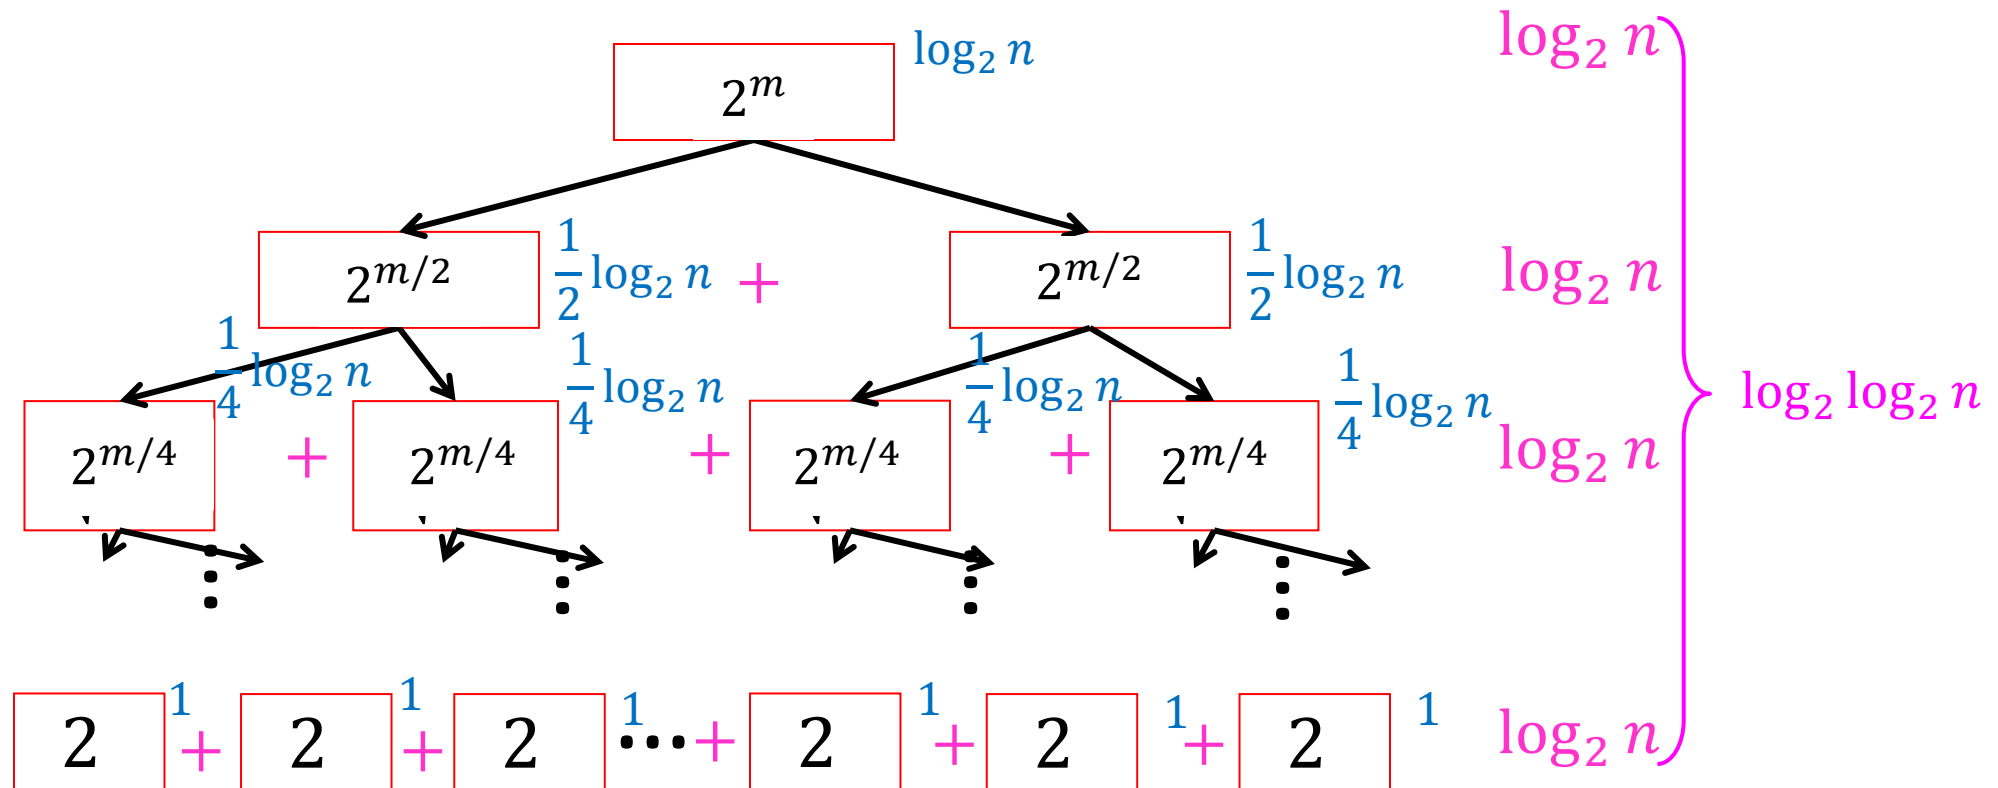 log₂ n
2^m
log₂ n
2^{m/2} 1/2 log₂ n + 2^{m/2} 1/2 log₂ n
log₂ n
1/4 log₂ n 1/4 log₂ n 1/4 log₂ n 1/4 log₂ n
log₂ log₂ n
2^{m/4} + 2^{m/4} + 2^{m/4} + 2^{m/4}
log₂ n
⋮ ⋮ ⋮ ⋮
2 1 + 2 1 + 2 1 ⋯ + 2 1 + 2 1 + 2 1
log₂ n